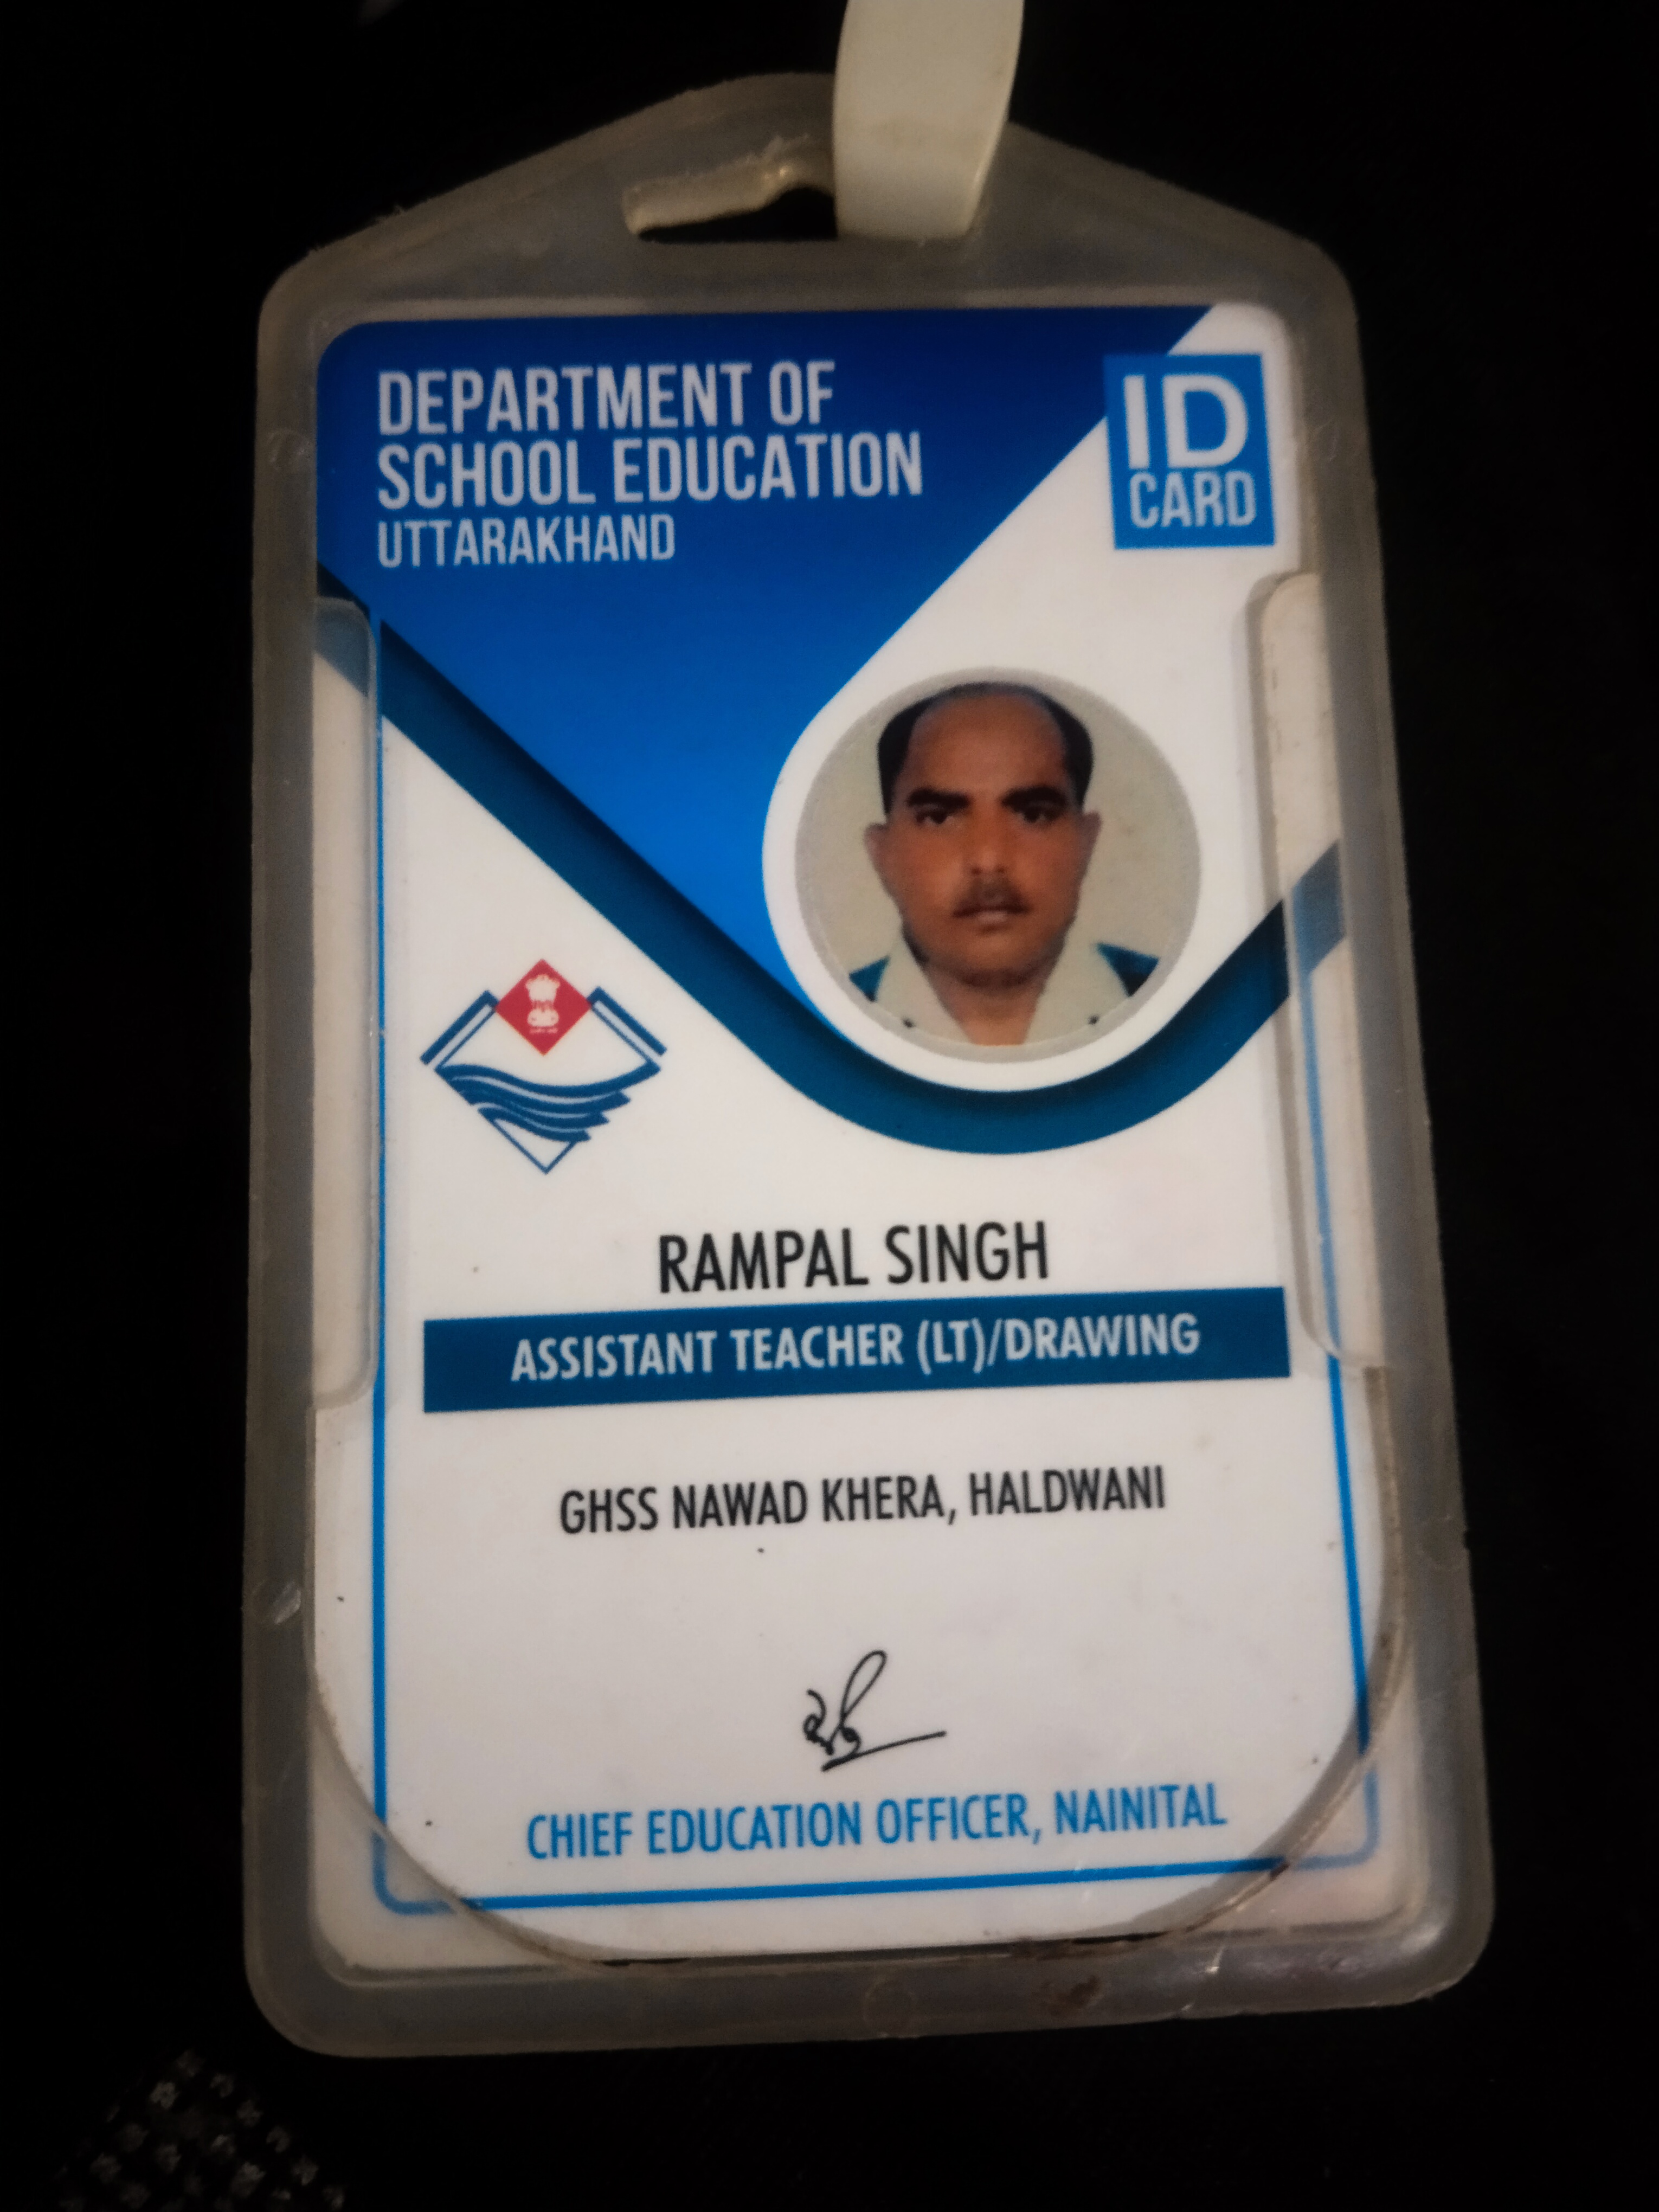 DEPARTMENT OF
SCHOOL EDUCATION
UTTARAKHAND
ID
CARD
RAMPAL SINGH
ASSISTANT TEACHER (LT)/DRAWING
GHSS NAWAD KHERA, HALDWANI
CHIEF EDUCATION OFFICER, NAINITAL